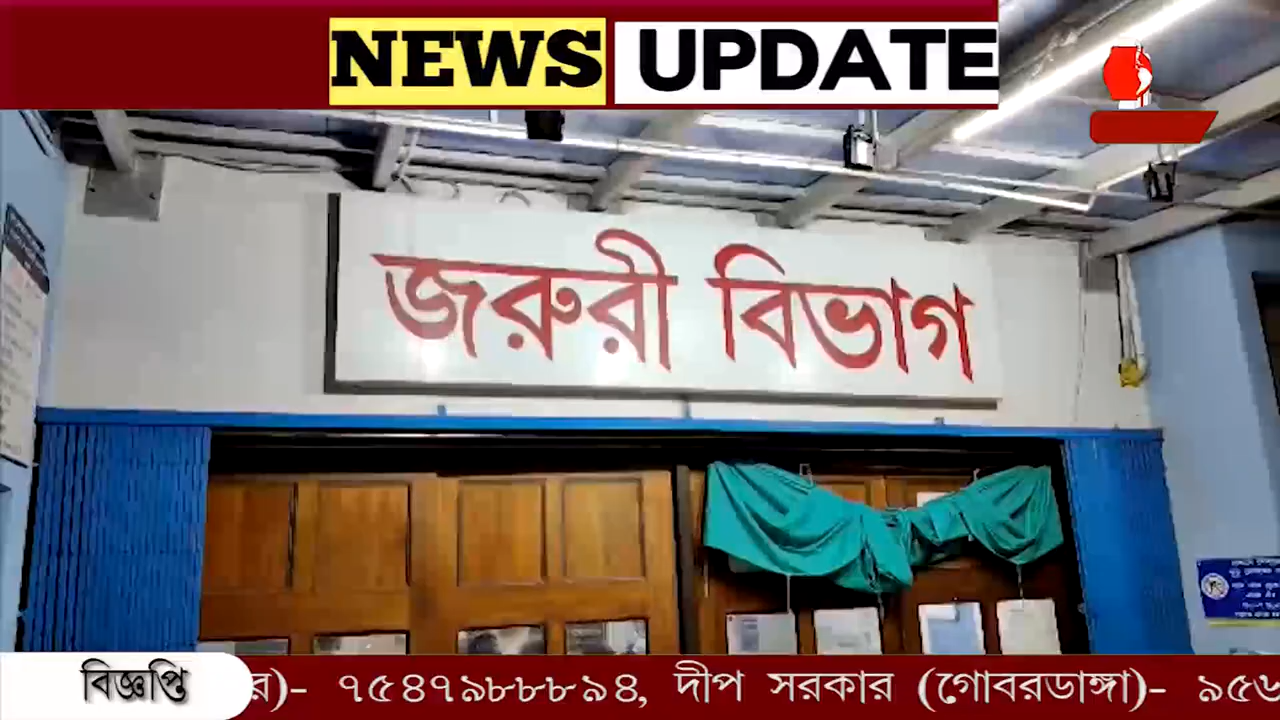 NEWS UPDATE
জরুরী বিভাগ
বিজ্ঞপ্তি
র)- ৭৫৪৭৯৮৮৮৯৪, দীপ সরকার (গোবরডাঙ্গা)- ৯৫৬